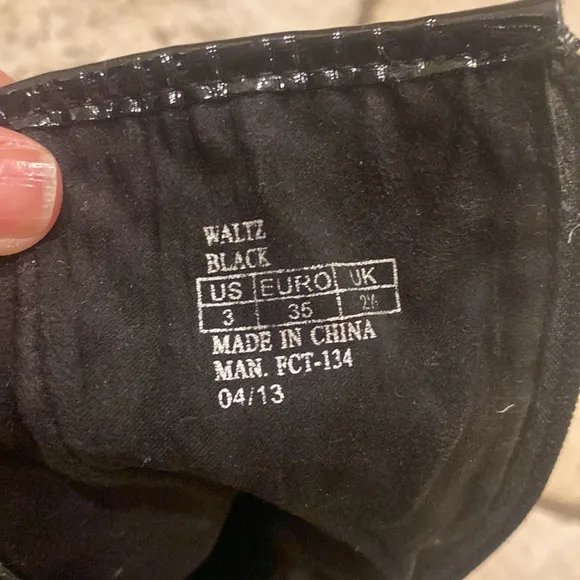 WALTZ
BLACK
US EURO UK
3 35 2½
MADE IN CHINA
MAN. FCT-134
04/13